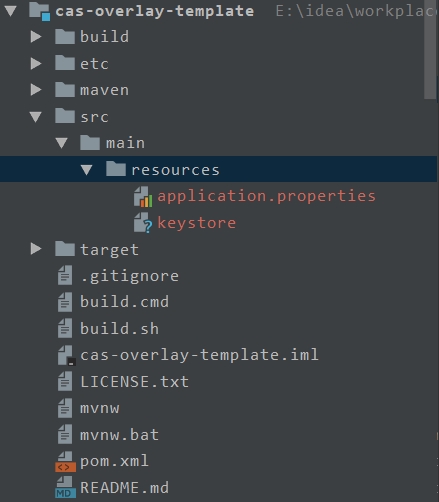 cas-overlay-template E:\idea\workplac
build
etc
maven
src
main
resources
application.properties
keystore
target
.gitignore
build.cmd
build.sh
cas-overlay-template.iml
LICENSE.txt
mvnw
mvnw.bat
pom.xml
README.md